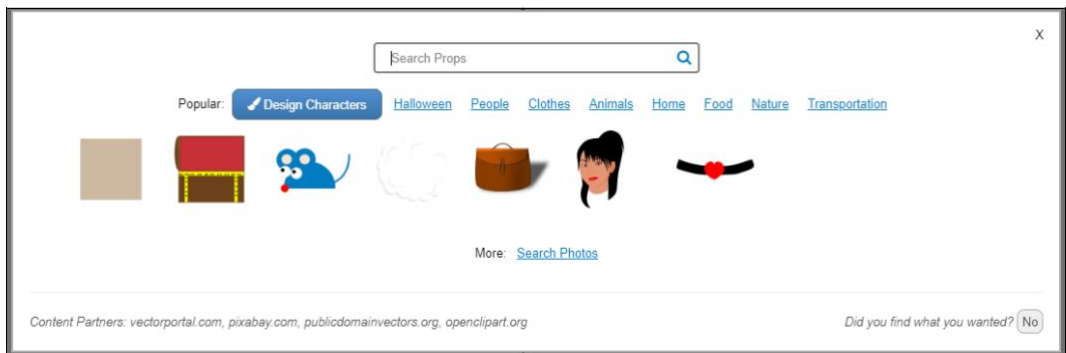 X
Search Props
Popular: Design Characters Halloween People Clothes Animals Home Food Nature Transportation
More: Search Photos
Content Partners: vectorportal.com, pixabay.com, publicdomainvectors.org, openclipart.org Did you find what you wanted? No